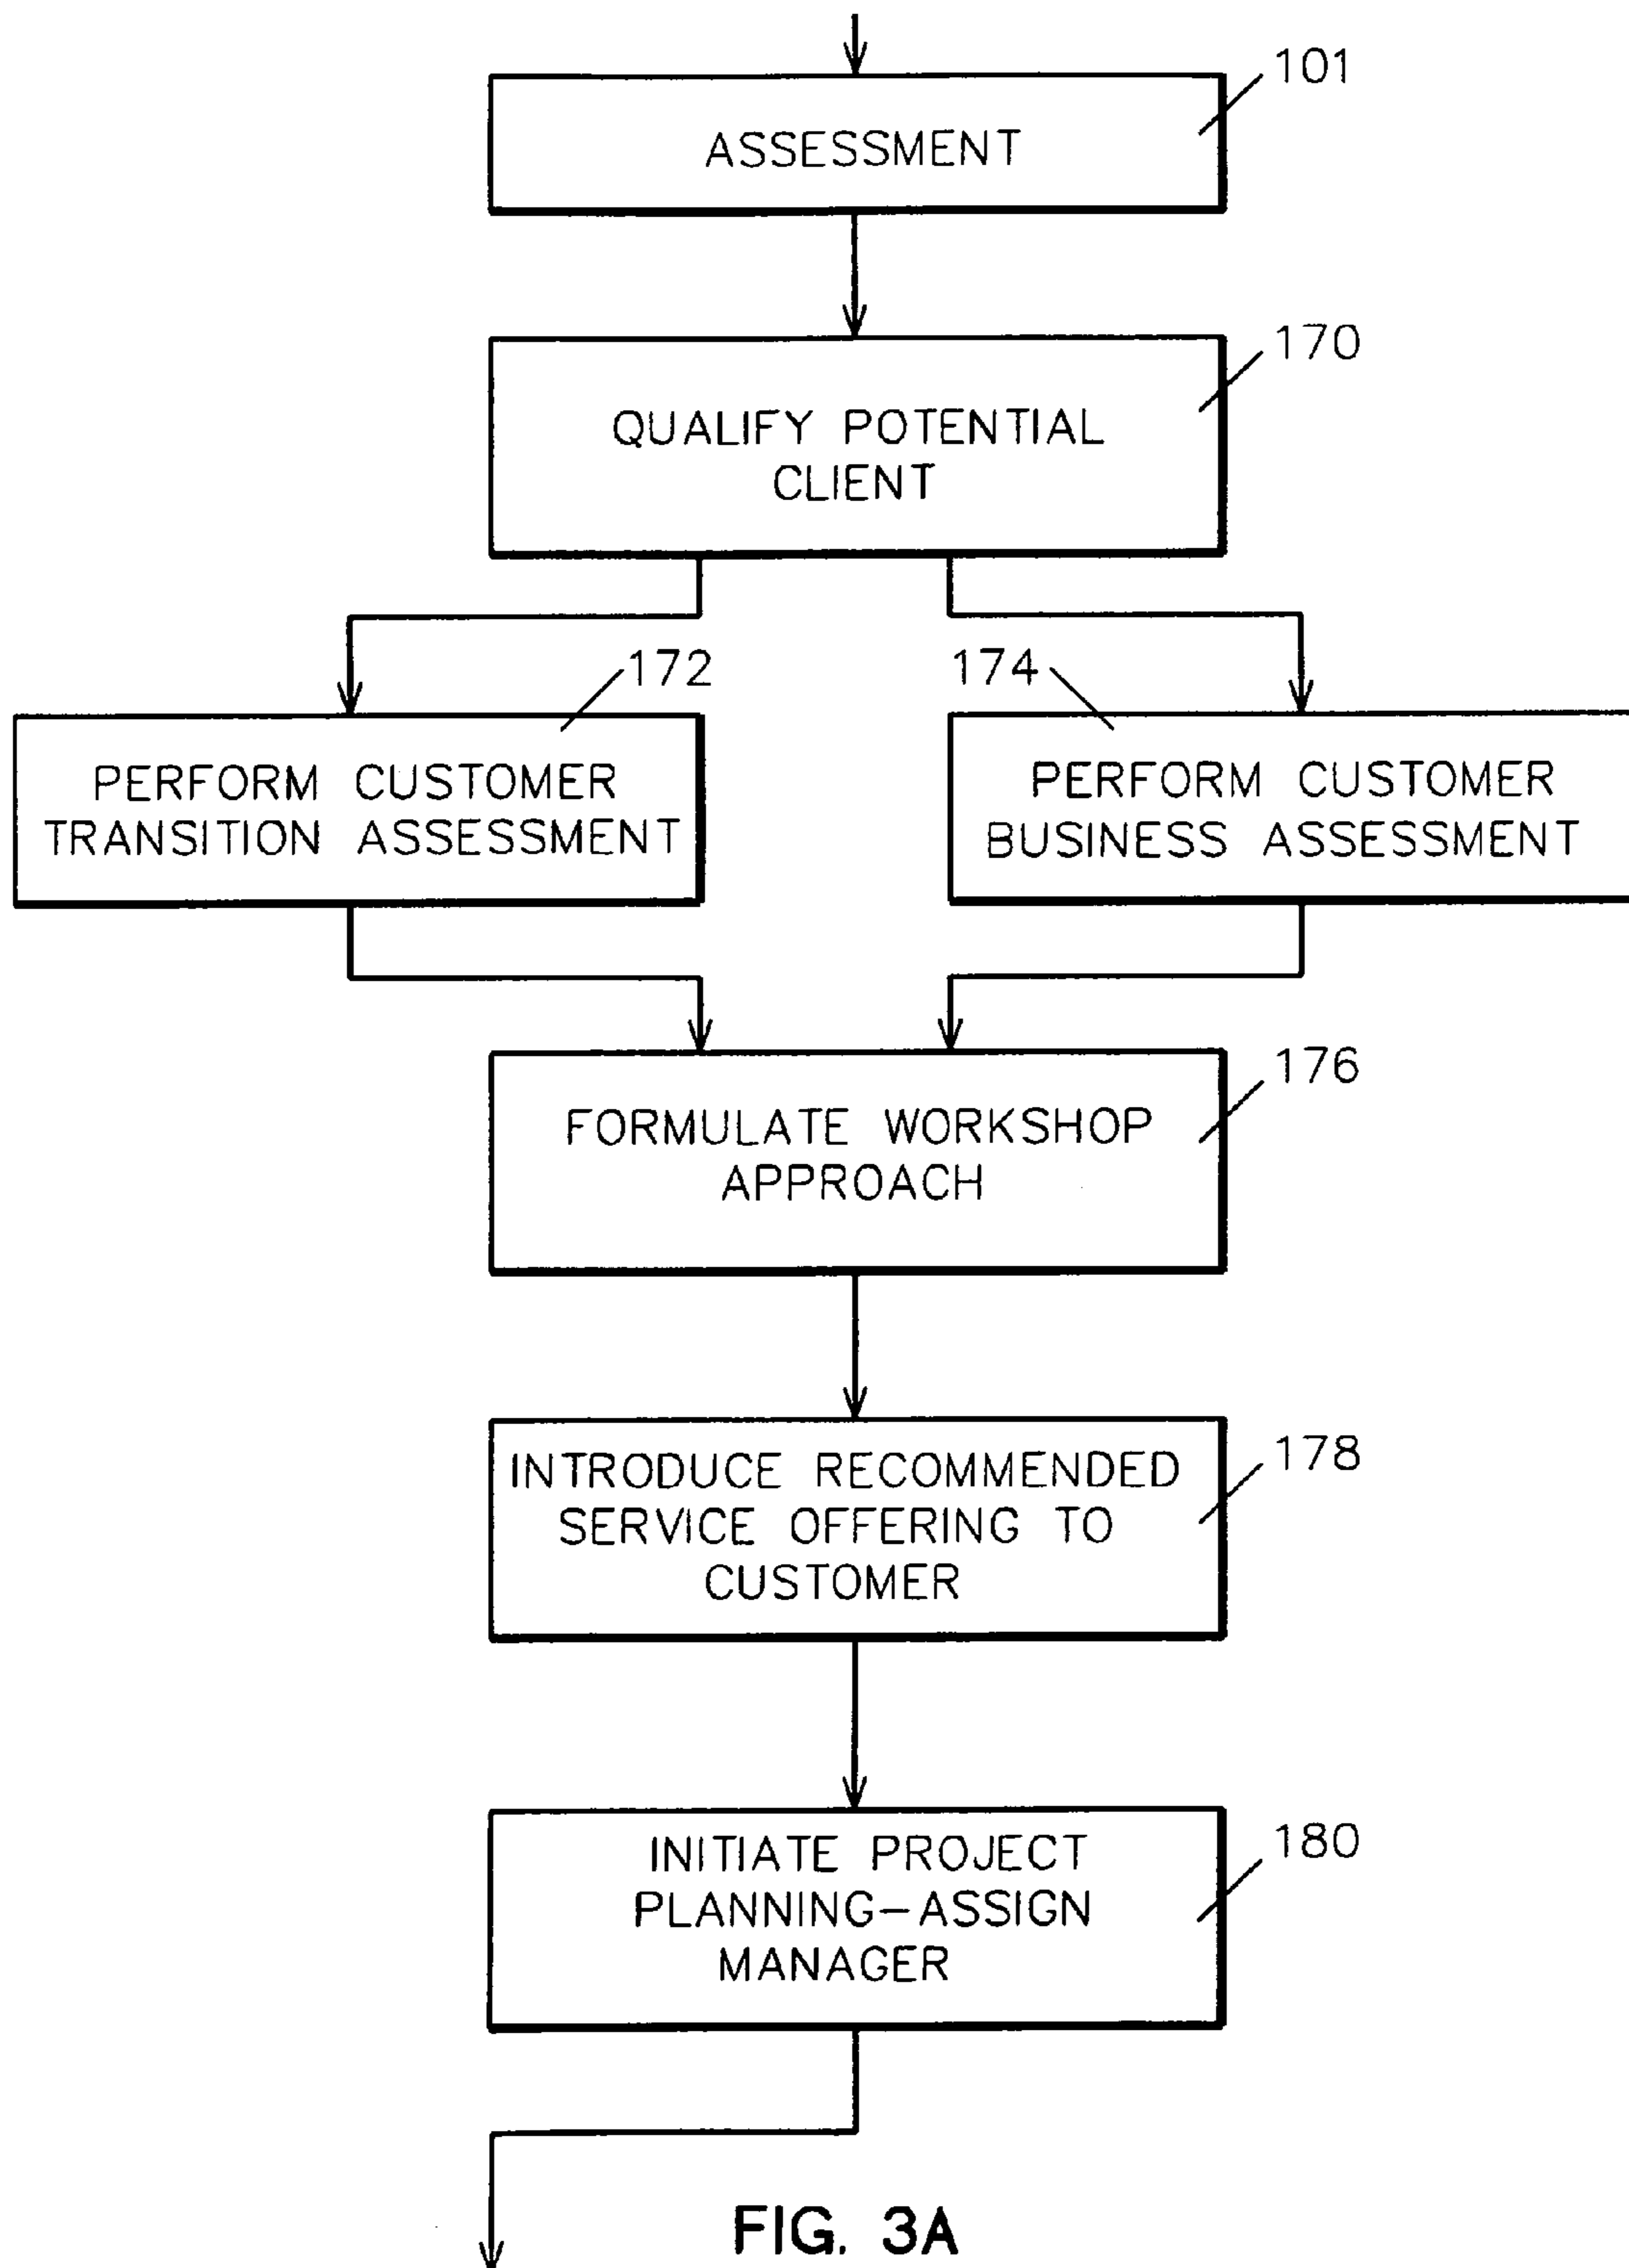 101
ASSESSMENT
170
QUALIFY POTENTIAL
CLIENT
172
174
PERFORM CUSTOMER
TRANSITION ASSESSMENT
PERFORM CUSTOMER
BUSINESS ASSESSMENT
176
FORMULATE WORKSHOP
APPROACH
178
INTRODUCE RECOMMENDED
SERVICE OFFERING TO
CUSTOMER
180
INITIATE PROJECT
PLANNING–ASSIGN
MANAGER
FIG. 3A